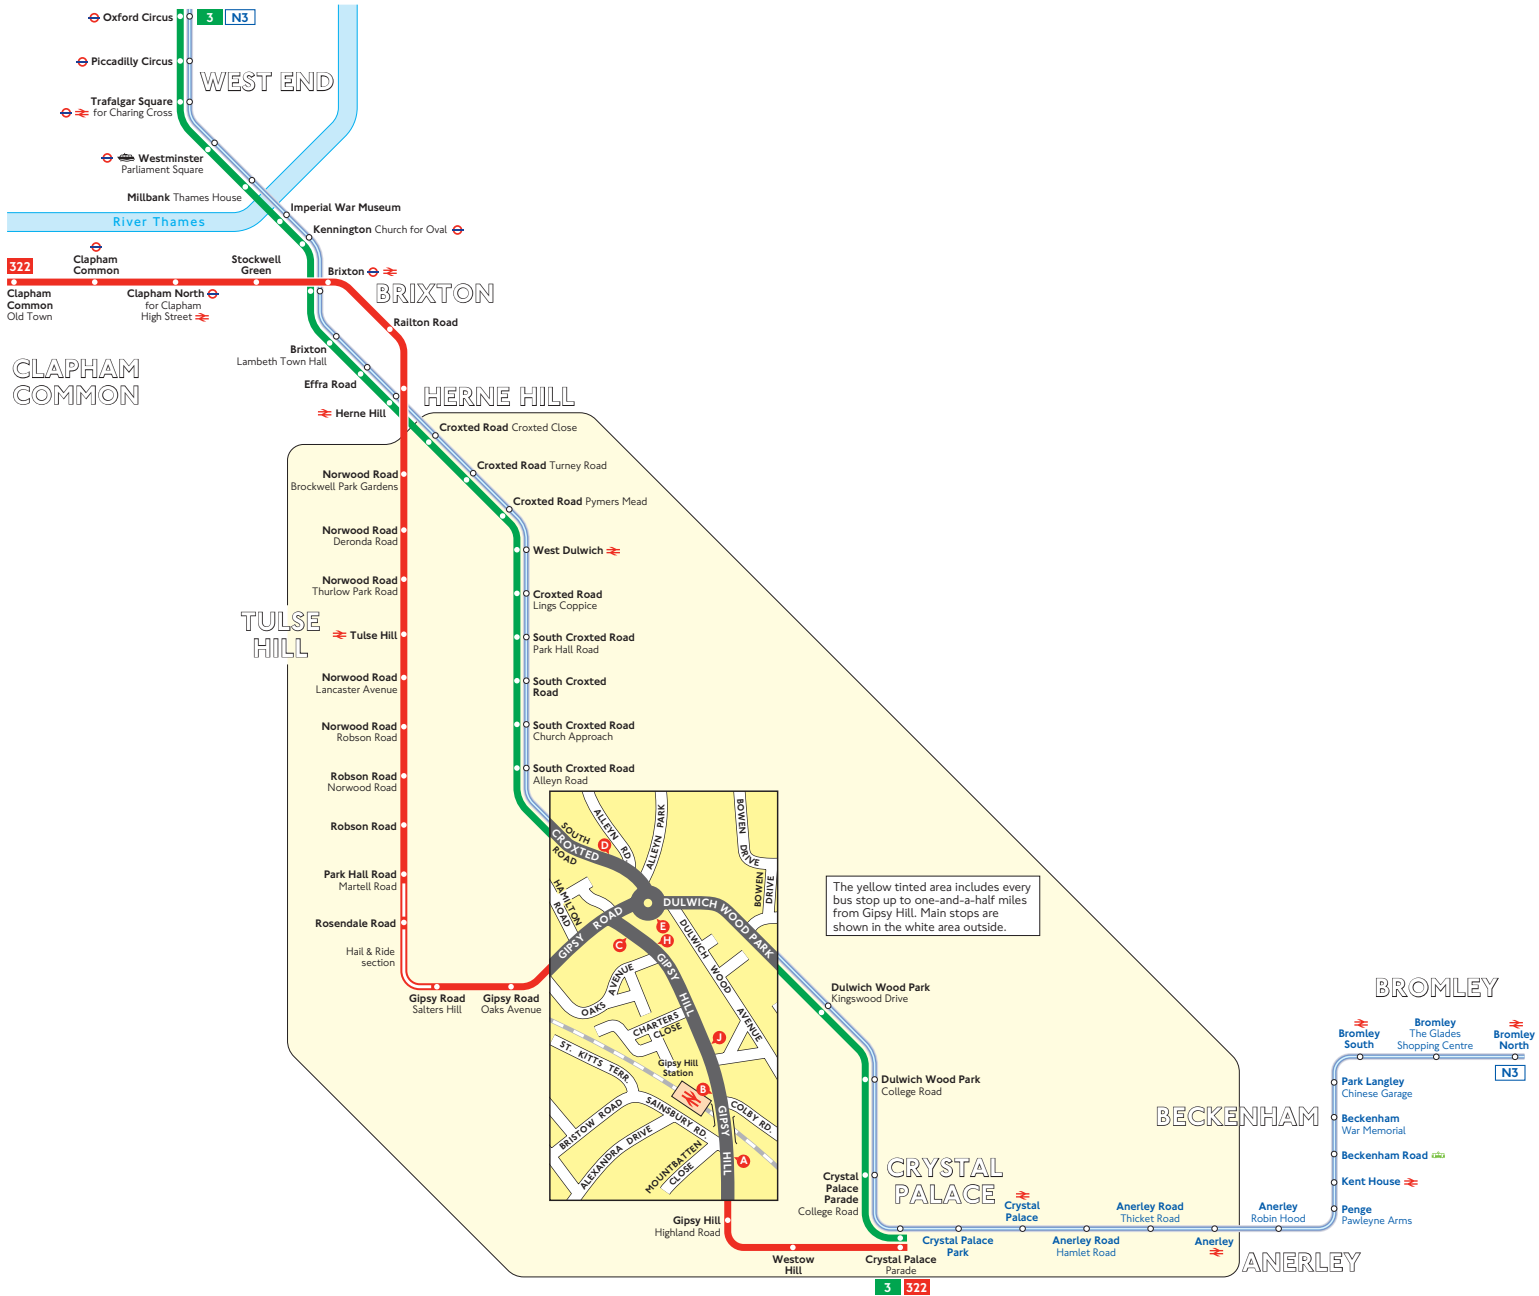 Oxford Circus
3
N3
Piccadilly Circus
WEST END
Trafalgar Square
for Charing Cross
Westminster
Parliament Square
Millbank Thames House
Imperial War Museum
River Thames
Kennington Church for Oval
322
Clapham
Common
Stockwell
Green
Brixton
Clapham
Common
Old Town
Clapham North
for Clapham
High Street
BRIXTON
Railton Road
Brixton
Lambeth Town Hall
CLAPHAM
COMMON
Effra Road
HERNE HILL
Herne Hill
Croxted Road Croxted Close
Croxted Road Turney Road
Norwood Road
Brockwell Park Gardens
Croxted Road Pymers Mead
Norwood Road
Deronda Road
West Dulwich
Norwood Road
Thurlow Park Road
Croxted Road
Lings Coppice
TULSE
HILL
Tulse Hill
South Croxted Road
Park Hall Road
Norwood Road
Lancaster Avenue
South Croxted
Road
Norwood Road
Robson Road
South Croxted Road
Church Approach
Robson Road
Norwood Road
South Croxted Road
Alleyn Road
Robson Road
Park Hall Road
Martell Road
Rosendale Road
Hail & Ride
section
Gipsy Road
Salters Hill
Gipsy Road
Oaks Avenue
SOUTH
CROXTED
ROAD
ALLEYN RD.
ALLEYN PARK
BOWEN
DRIVE
BOWEN
DRIVE
D
HAMILTON
ROAD
GIPSY ROAD
DULWICH WOOD PARK
E
H
C
DULWICH WOOD AVENUE
GIPSY HILL
OAKS AVENUE
CHARTERS
CLOSE
J
ST. KITTS TERR.
Gipsy Hill
Station
B
SAINSBURY RD.
COLBY RD.
BRISTOW ROAD
ALEXANDRA DRIVE
MOUNTBATTEN
CLOSE
GIPSY HILL
A
The yellow tinted area includes every
bus stop up to one-and-a-half miles
from Gipsy Hill. Main stops are
shown in the white area outside.
Dulwich Wood Park
Kingswood Drive
Dulwich Wood Park
College Road
Crystal
Palace
Parade
College Road
CRYSTAL
PALACE
Gipsy Hill
Highland Road
Westow
Hill
Crystal Palace
Parade
3
322
Crystal Palace
Park
Crystal
Palace
Anerley Road
Hamlet Road
Anerley Road
Thicket Road
Anerley
Anerley
Robin Hood
ANERLEY
Penge
Pawleyne Arms
Kent House
Beckenham Road
Beckenham
War Memorial
BECKENHAM
Park Langley
Chinese Garage
Bromley
South
Bromley
The Glades
Shopping Centre
Bromley
North
BROMLEY
N3